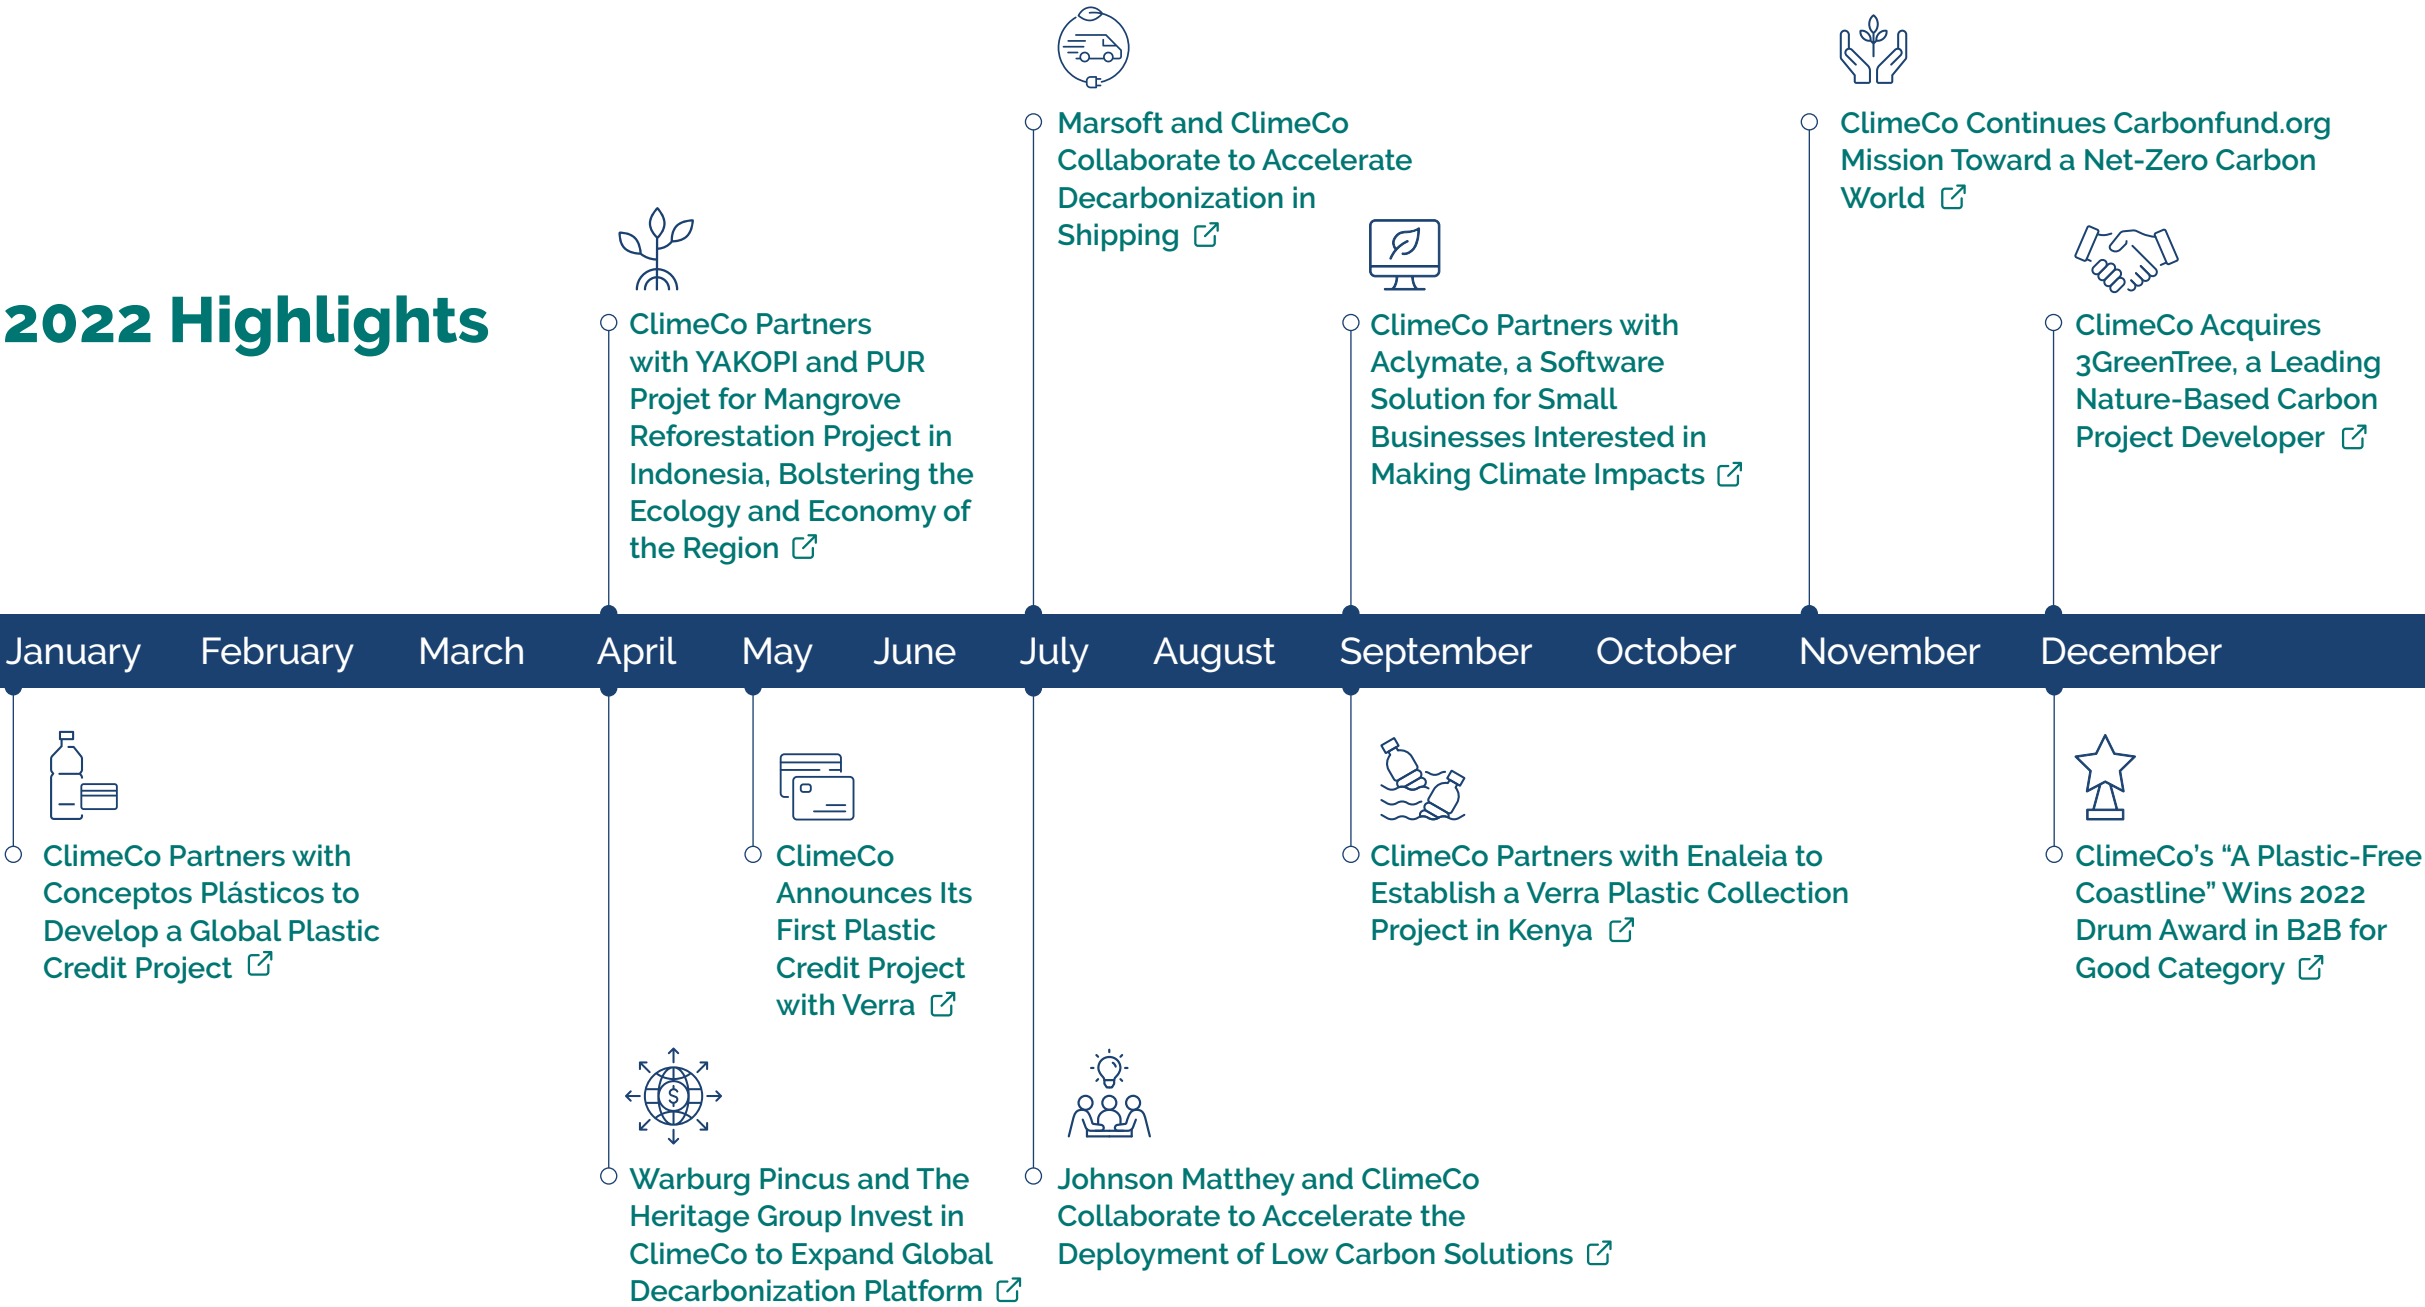 2022 Highlights
Marsoft and ClimeCo
Collaborate to Accelerate
Decarbonization in
Shipping
ClimeCo Continues Carbonfund.org
Mission Toward a Net-Zero Carbon
World
ClimeCo Partners
with YAKOPI and PUR
Projet for Mangrove
Reforestation Project in
Indonesia, Bolstering the
Ecology and Economy of
the Region
ClimeCo Partners with
Aclymate, a Software
Solution for Small
Businesses Interested in
Making Climate Impacts
ClimeCo Acquires
3GreenTree, a Leading
Nature-Based Carbon
Project Developer
January February March April May June July August September October November December
ClimeCo Partners with
Conceptos Plásticos to
Develop a Global Plastic
Credit Project
ClimeCo
Announces Its
First Plastic
Credit Project
with Verra
ClimeCo Partners with Enaleia to
Establish a Verra Plastic Collection
Project in Kenya
ClimeCo’s “A Plastic-Free
Coastline” Wins 2022
Drum Award in B2B for
Good Category
$
Warburg Pincus and The
Heritage Group Invest in
ClimeCo to Expand Global
Decarbonization Platform
Johnson Matthey and ClimeCo
Collaborate to Accelerate the
Deployment of Low Carbon Solutions